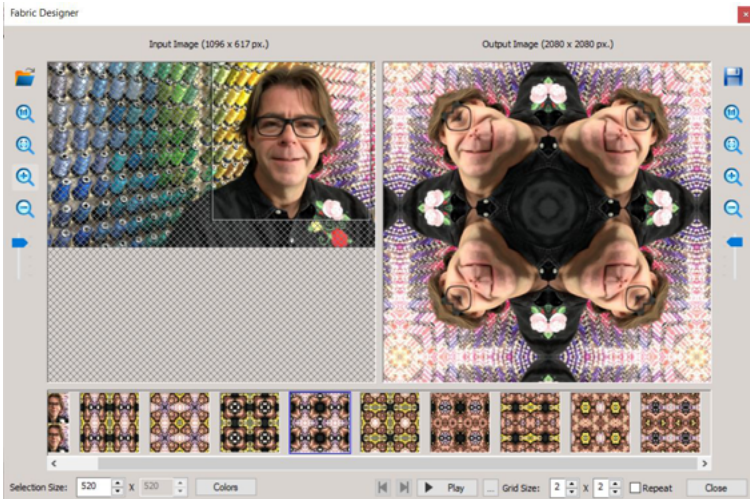 Fabric Designer
Input Image (1096 x 617 px.)
Output Image (2080 x 2080 px.)
Selection Size: 520 X 520 Colors Play ... Grid Size: 2 X 2 Repeat Close